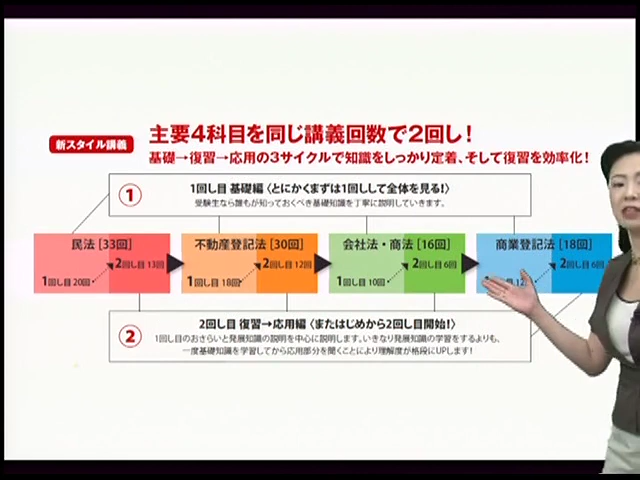 新スタイル講義
主要4科目を同じ講義回数で2回し!
基礎→復習→応用の3サイクルで知識をしっかり定着、そして復習を効率化!
1
1回し目 基礎編〈とにかくまずは1回しして全体を見る!〉
受験生なら誰もが知っておくべき基礎知識を丁寧に説明していきます。
民法[33回]
2回し目 13回
1回し目 20回
不動産登記法[30回]
2回し目 12回
1回し目 18回
会社法・商法[16回]
2回し目 6回
1回し目 10回
商業登記法[18回]
2回し目 6回
2
2回し目 復習→応用編〈またはじめから2回し目開始!〉
1回し目のおさらいと発展知識の説明を中心に説明します。いきなり発展知識の学習をするよりも、
一度基礎知識を学習してから応用部分を聞くことにより理解度が格段にUPします!